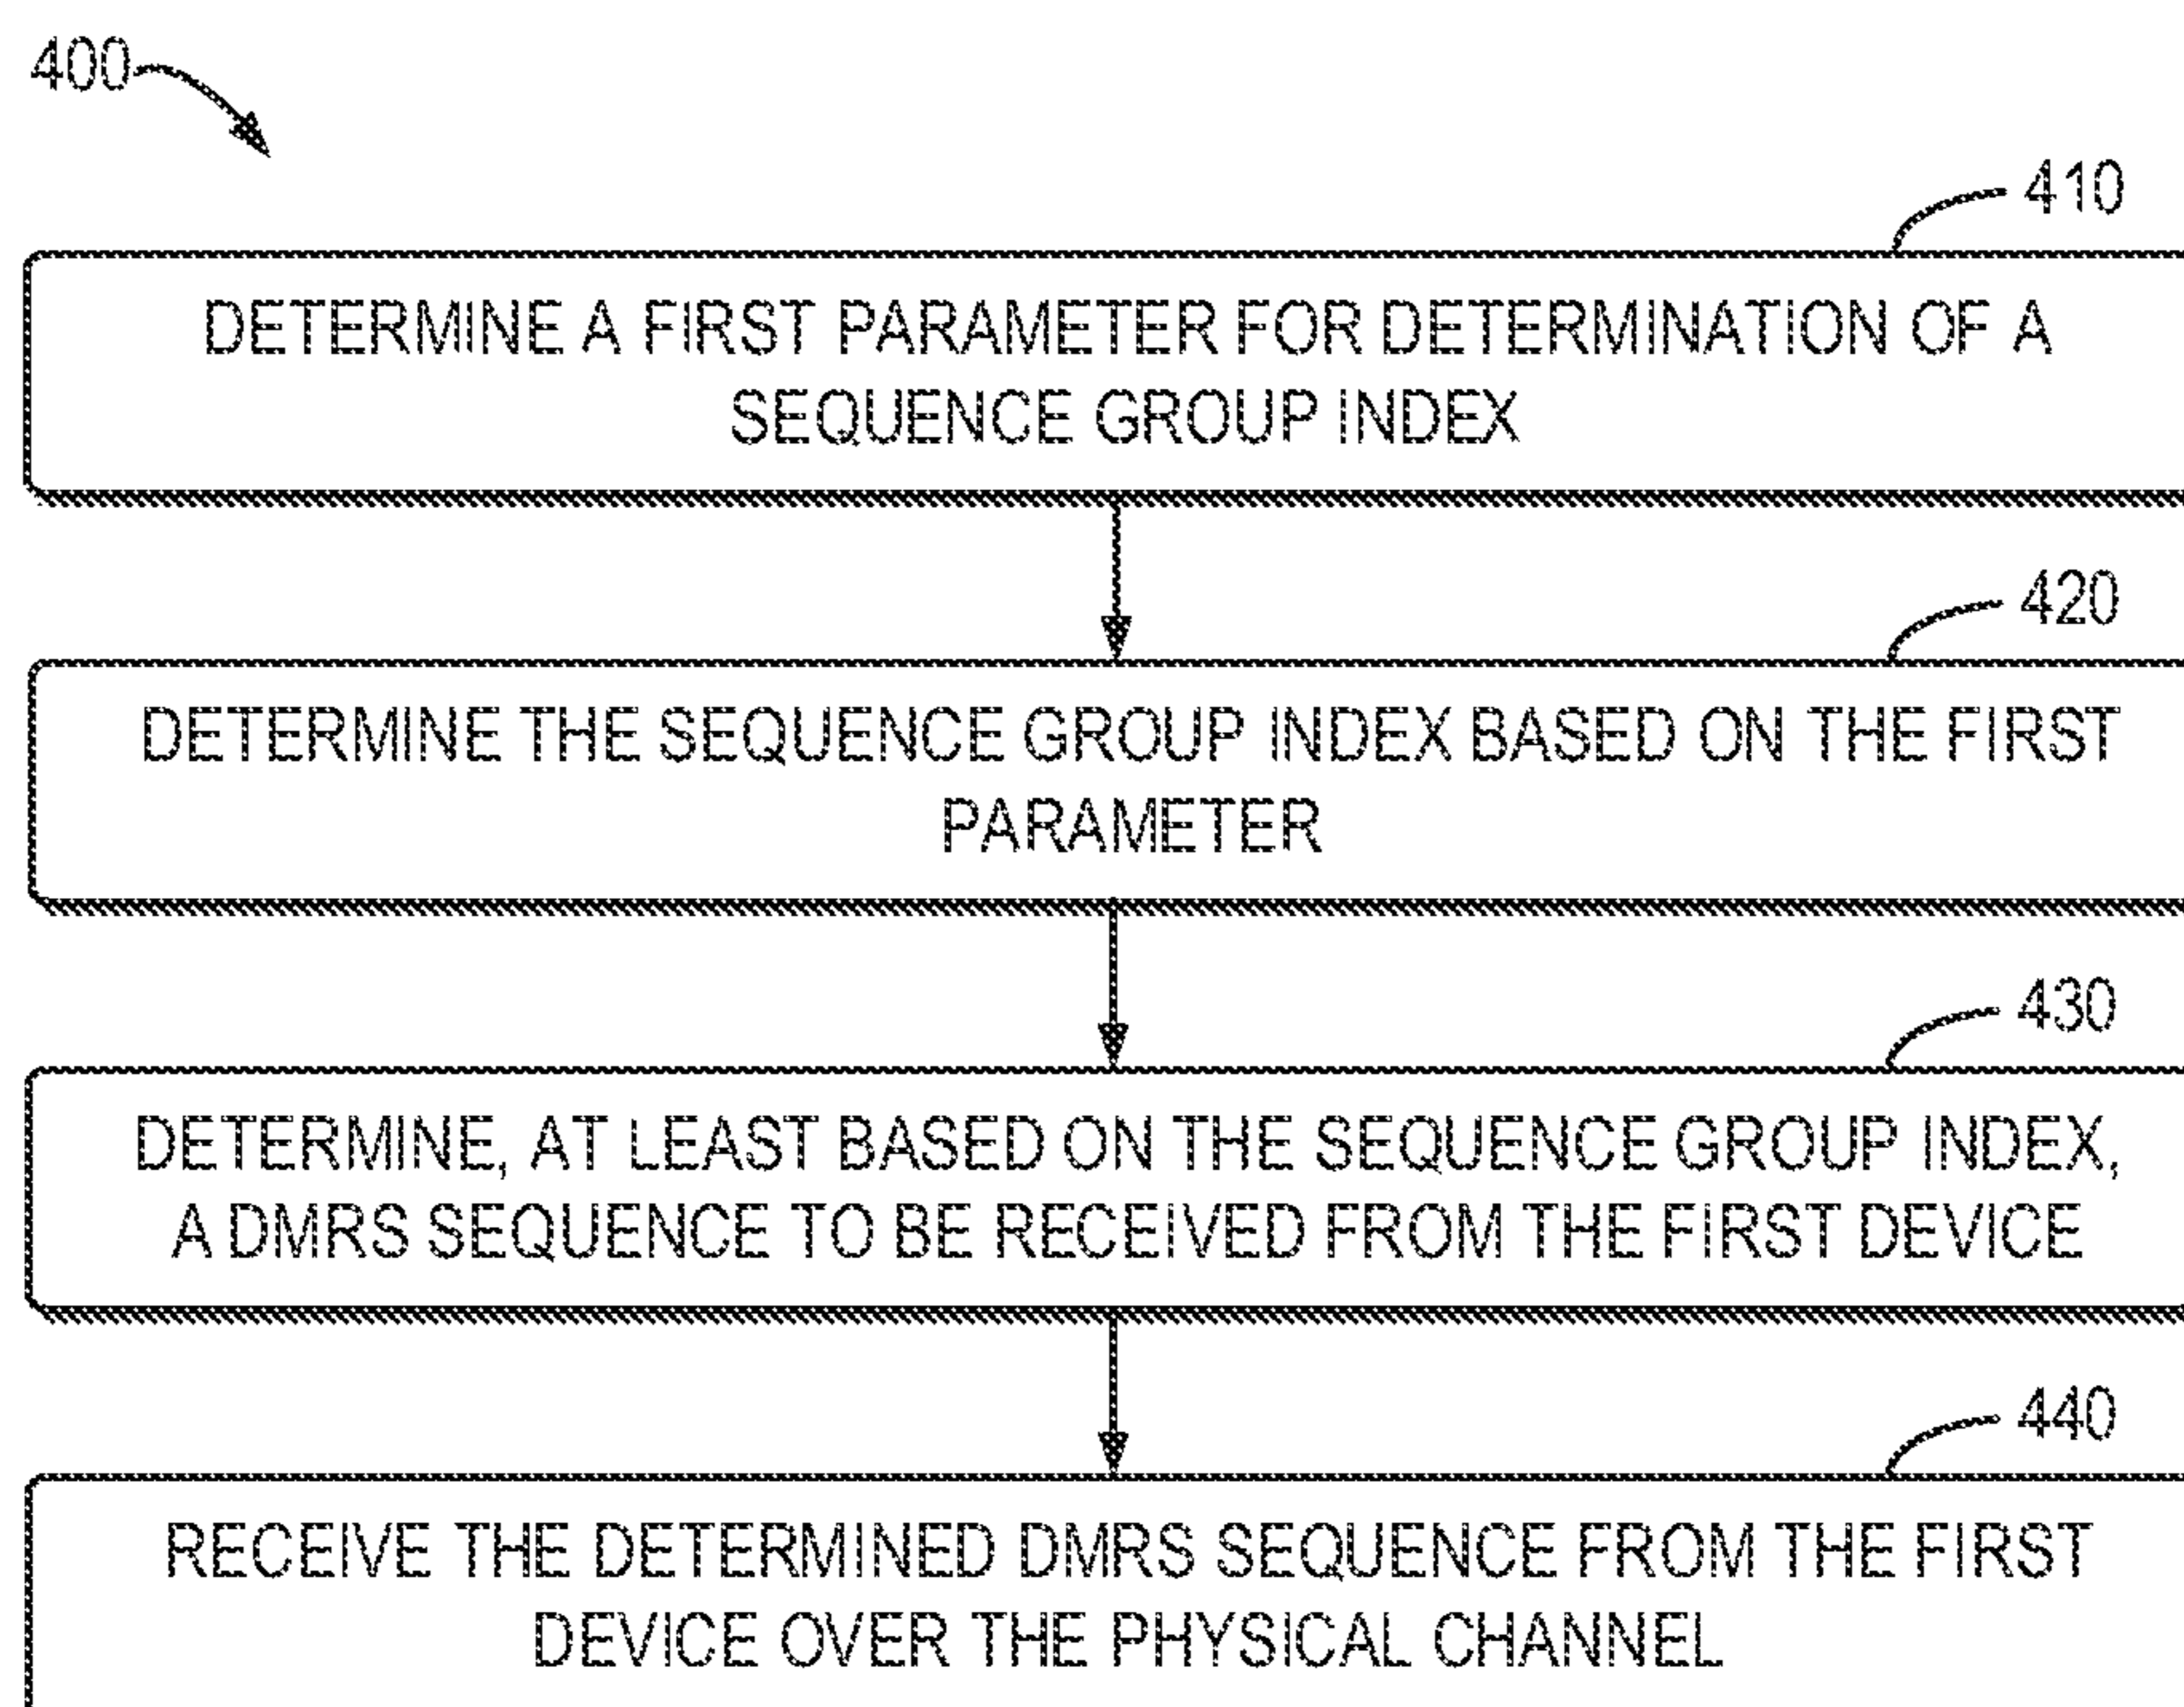 400
410
DETERMINE A FIRST PARAMETER FOR DETERMINATION OF A
SEQUENCE GROUP INDEX
420
DETERMINE THE SEQUENCE GROUP INDEX BASED ON THE FIRST
PARAMETER
430
DETERMINE, AT LEAST BASED ON THE SEQUENCE GROUP INDEX,
A DMRS SEQUENCE TO BE RECEIVED FROM THE FIRST DEVICE
440
RECEIVE THE DETERMINED DMRS SEQUENCE FROM THE FIRST
DEVICE OVER THE PHYSICAL CHANNEL